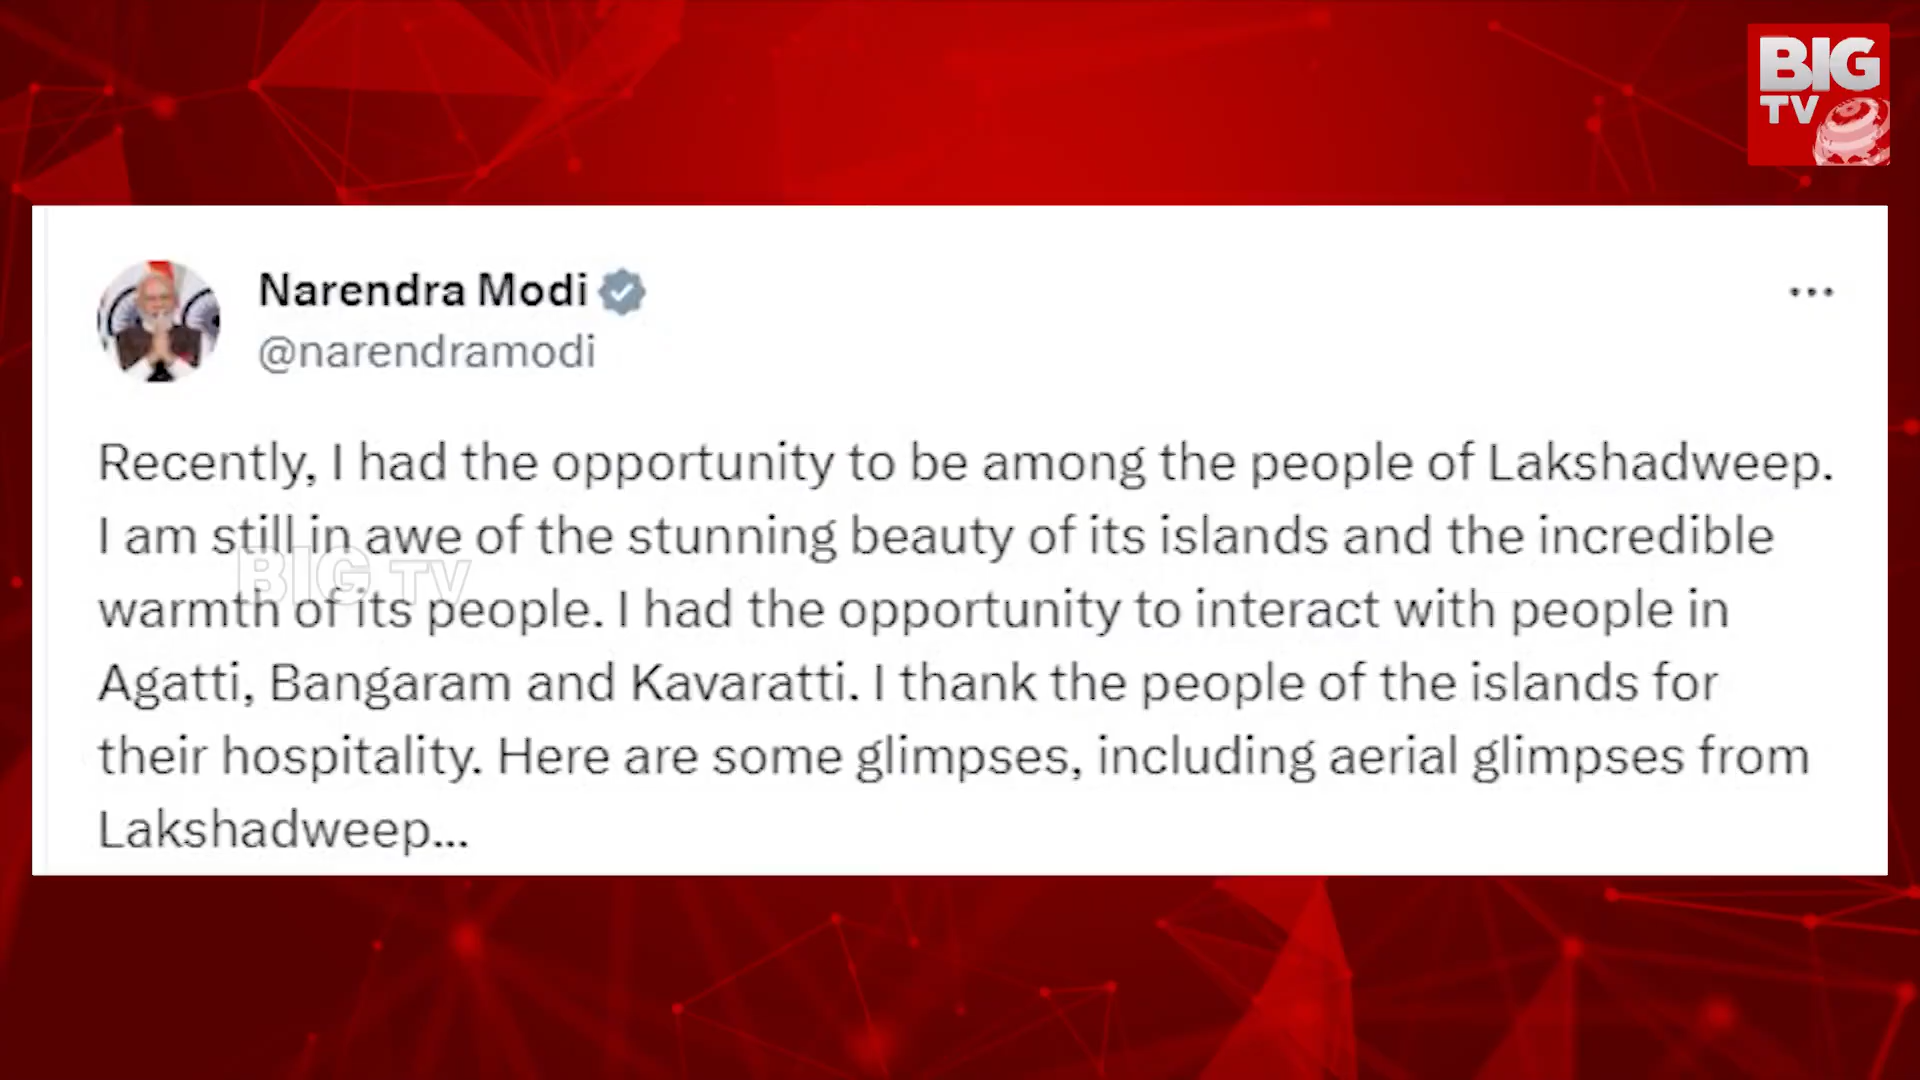 BIG
TV
Narendra Modi
@narendramodi
Recently, I had the opportunity to be among the people of Lakshadweep.
I am still in awe of the stunning beauty of its islands and the incredible
warmth of its people. I had the opportunity to interact with people in
Agatti, Bangaram and Kavaratti. I thank the people of the islands for
their hospitality. Here are some glimpses, including aerial glimpses from
Lakshadweep...
BIG TV